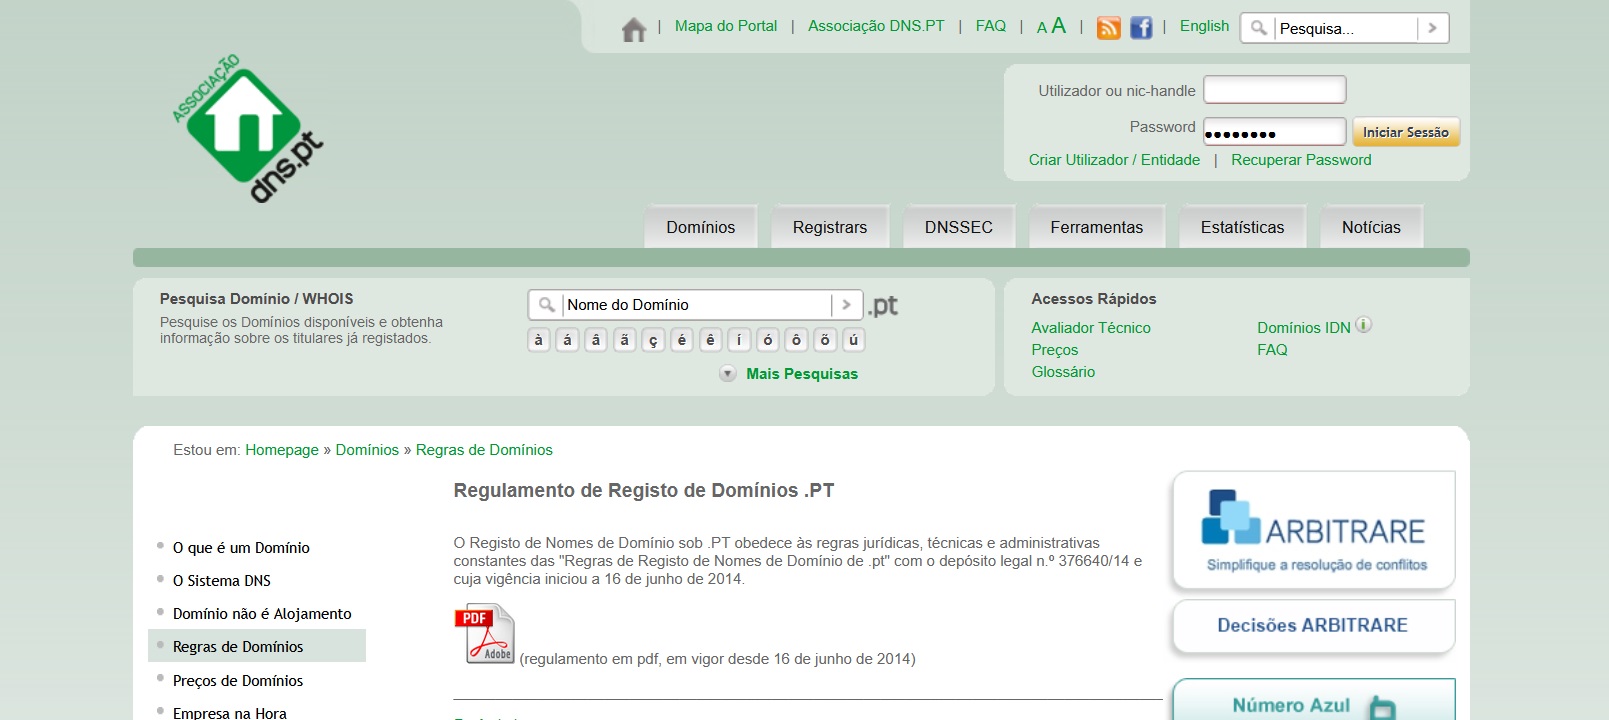 | Mapa do Portal | Associação DNS.PT | FAQ | A A | f | English Pesquisa...
ASSOCIAÇÃO
dns.pt
Utilizador ou nic-handle
Password •••••••• Iniciar Sessão
Criar Utilizador / Entidade | Recuperar Password
Domínios Registrars DNSSEC Ferramentas Estatísticas Notícias
Pesquisa Domínio / WHOIS
Pesquise os Domínios disponíveis e obtenha
informação sobre os titulares já registados.
Nome do Domínio .pt
à á â ã ç é ê í ó ô õ ú
Mais Pesquisas
Acessos Rápidos
Avaliador Técnico Domínios IDN i
Preços FAQ
Glossário
Estou em: Homepage » Domínios » Regras de Domínios
O que é um Domínio
O Sistema DNS
Domínio não é Alojamento
Regras de Domínios
Preços de Domínios
Empresa na Hora
Regulamento de Registo de Domínios .PT
O Registo de Nomes de Domínio sob .PT obedece às regras jurídicas, técnicas e administrativas
constantes das "Regras de Registo de Nomes de Domínio de .pt" com o depósito legal n.º 376640/14 e
cuja vigência iniciou a 16 de junho de 2014.
PDF
Adobe
(regulamento em pdf, em vigor desde 16 de junho de 2014)
ARBITRARE
Simplifique a resolução de conflitos
Decisões ARBITRARE
Número Azul